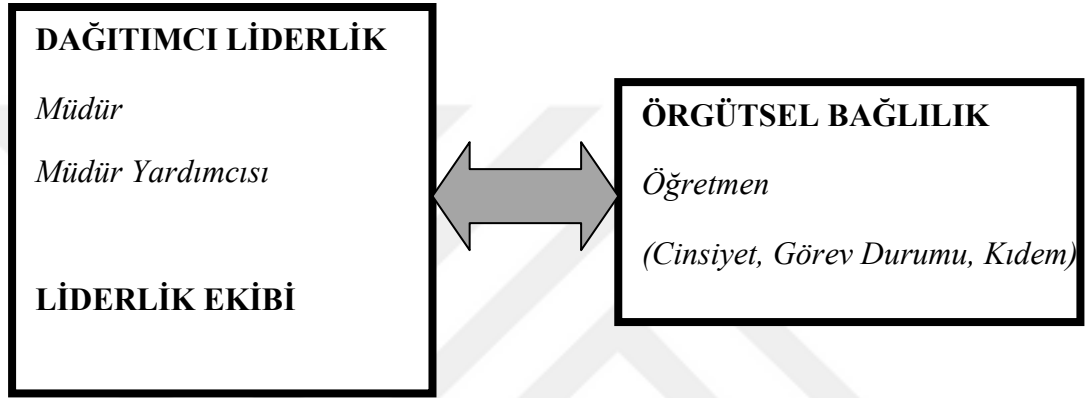 DAĞITIMCI LİDERLİK
Müdür
Müdür Yardımcısı
LİDERLİK EKİBİ
ÖRGÜTSEL BAĞLILIK
Öğretmen
(Cinsiyet, Görev Durumu, Kıdem)